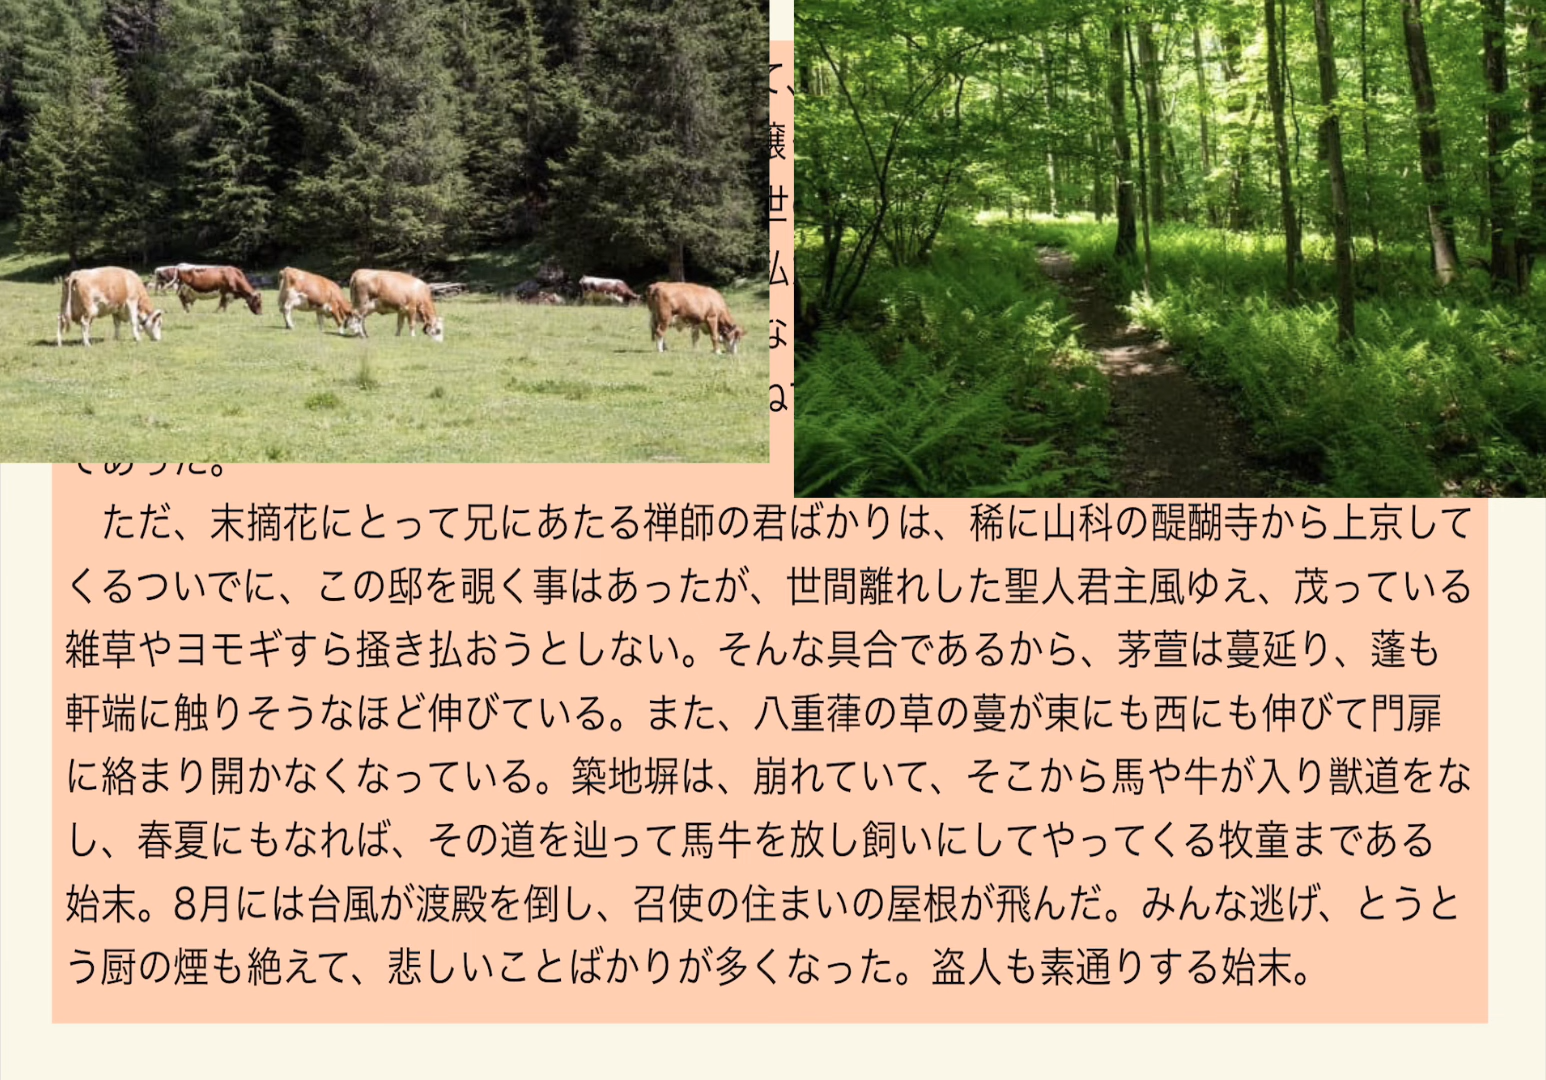 て、
譲
世
払
な
ね
であった。
ただ、末摘花にとって兄にあたる禅師の君ばかりは、稀に山科の醍醐寺から上京して
くるついでに、この邸を覗く事はあったが、世間離れした聖人君主風ゆえ、茂っている
雑草やヨモギすら掻き払おうとしない。そんな具合であるから、茅萱は蔓延り、蓬も
軒端に触りそうなほど伸びている。また、八重葎の草の蔓が東にも西にも伸びて門扉
に絡まり開かなくなっている。築地塀は、崩れていて、そこから馬や牛が入り獣道をな
し、春夏にもなれば、その道を辿って馬牛を放し飼いにしてやってくる牧童まである
始末。8月には台風が渡殿を倒し、召使の住まいの屋根が飛んだ。みんな逃げ、とうと
う厨の煙も絶えて、悲しいことばかりが多くなった。盗人も素通りする始末。